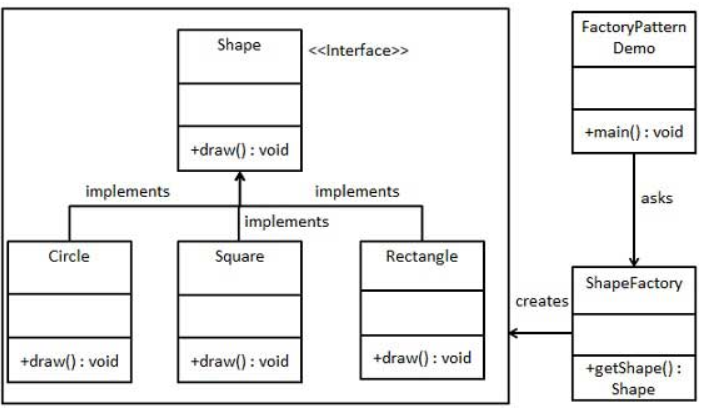 Shape
<<Interface>>
+draw() : void
implements
implements
implements
Circle
+draw() : void
Square
+draw() : void
Rectangle
+draw() : void
FactoryPattern
Demo
+main() : void
asks
ShapeFactory
+getShape() :
Shape
creates